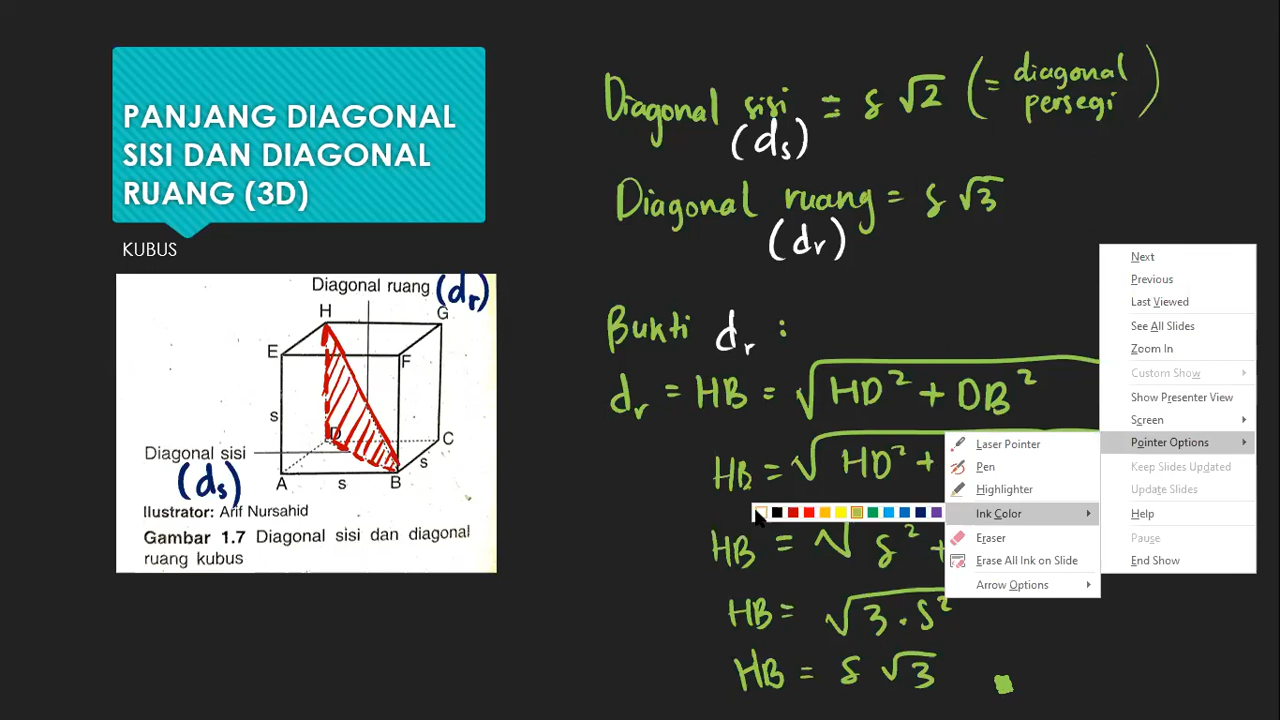 PANJANG DIAGONAL
SISI DAN DIAGONAL
RUANG (3D)
KUBUS
Diagonal ruang (dr)
H
G
E
F
s
D
C
Diagonal sisi
(ds)
s
A
s
B
Ilustrator: Arif Nursahid
Gambar 1.7 Diagonal sisi dan diagonal
ruang kubus
Diagonal sisi = s √2 (= diagonal
persegi)
(ds)
Diagonal ruang = s √3
(dr)
Bukti dr :
dr = HB = √HD² + DB²
HB = √HD² +
HB = √s² +
HB = √3 . s²
HB = s √3
Next
Previous
Last Viewed
See All Slides
Zoom In
Custom Show
Show Presenter View
Screen
Pointer Options
Keep Slides Updated
Update Slides
Help
Pause
End Show
Laser Pointer
Pen
Highlighter
Ink Color
Eraser
Erase All Ink on Slide
Arrow Options